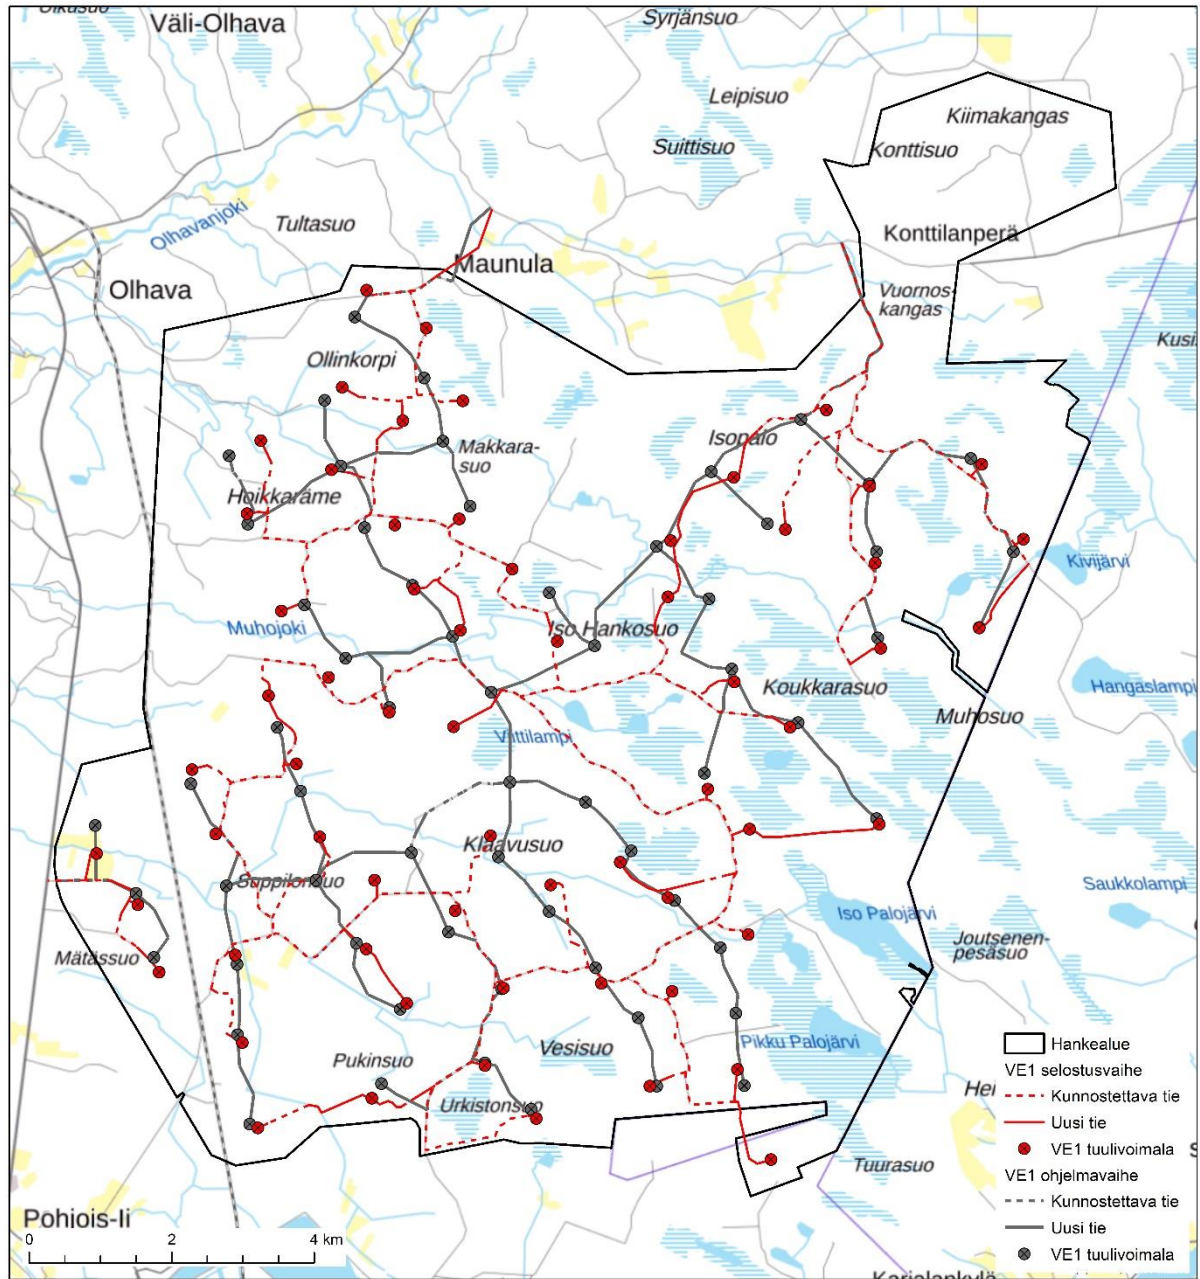 Väli-Olhava
Syrjänsuo
Leipisuo
Kiimakangas
Suittisuo
Konttisuo
Olhavanjoki
Tultasuo
Konttilanperä
Maunula
Olhava
Vuornos-
kangas
Ollinkorpi
Isopalo
Makkara-
suo
Hoikkaräme
Kivijärvi
Muhojoki
Iso Hankosuo
Koukkarasuo
Hangaslampi
Muhosuo
Viittilampi
Klaavusuo
Suppilonsuo
Saukkolampi
Iso Palojärvi
Joutsenen-
pesäsuo
Mätässuo
Pikku Palojärvi
Vesisuo
Pukinsuo
Urkistonsuo
Tuurasuo
Pohjois-Ii
0 2 4 km
Hankealue
VE1 selostusvaihe
Kunnostettava tie
Uusi tie
VE1 tuulivoimala
VE1 ohjelmavaihe
Kunnostettava tie
Uusi tie
VE1 tuulivoimala